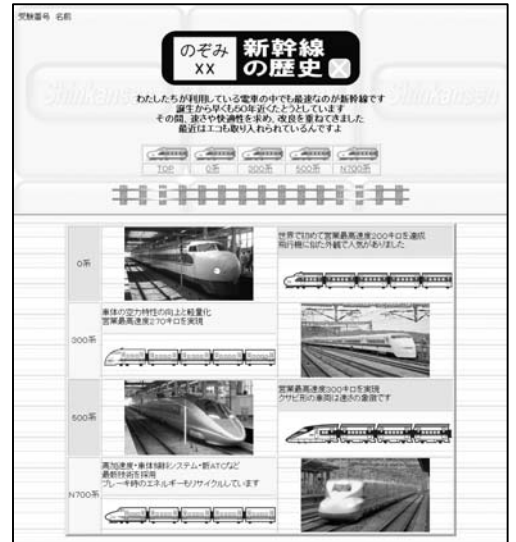 受験番号 名前
のぞみ
XX
新幹線
の歴史
Shinkansen
Shinkansen
わたしたちが利用している電車の中でも最速なのが新幹線です
誕生から早くも50年近くたとうとしています
その間、速さや快適性を求め、改良を重ねてきました
最近はエコも取り入れられているんですよ
TOP 0系 300系 500系 N700系
0系
世界で初めて営業最高速度200キロを達成
飛行機に似た外観で人気がありました
300系
車体の空力特性の向上と軽量化
営業最高速度270キロを実現
500系
営業最高速度300キロを実現
クサビ形の車両は速さの象徴です
N700系
高加速度・車体傾斜システム・新ATCなど
最新技術を採用
ブレーキ時のエネルギーもリサイクルしています